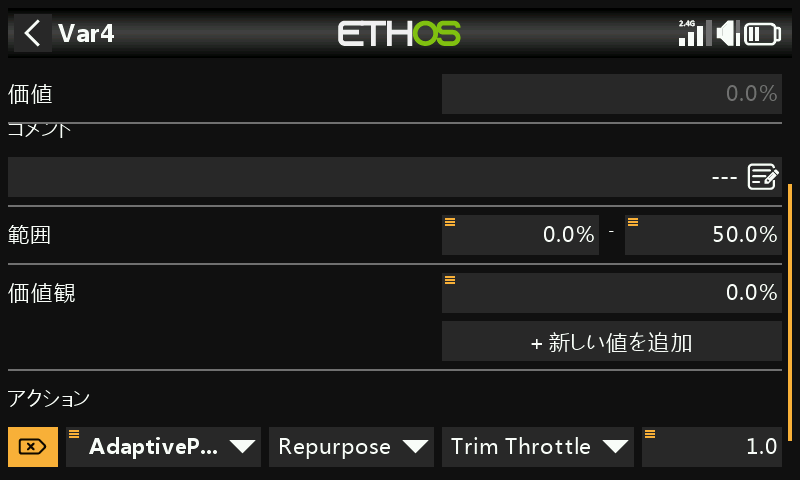 Var4
ETHOS
2.4G
価値 0.0%
コメント
---
範囲 0.0% - 50.0%
価値観 0.0%
+ 新しい値を追加
アクション
AdaptiveP... Repurpose Trim Throttle 1.0